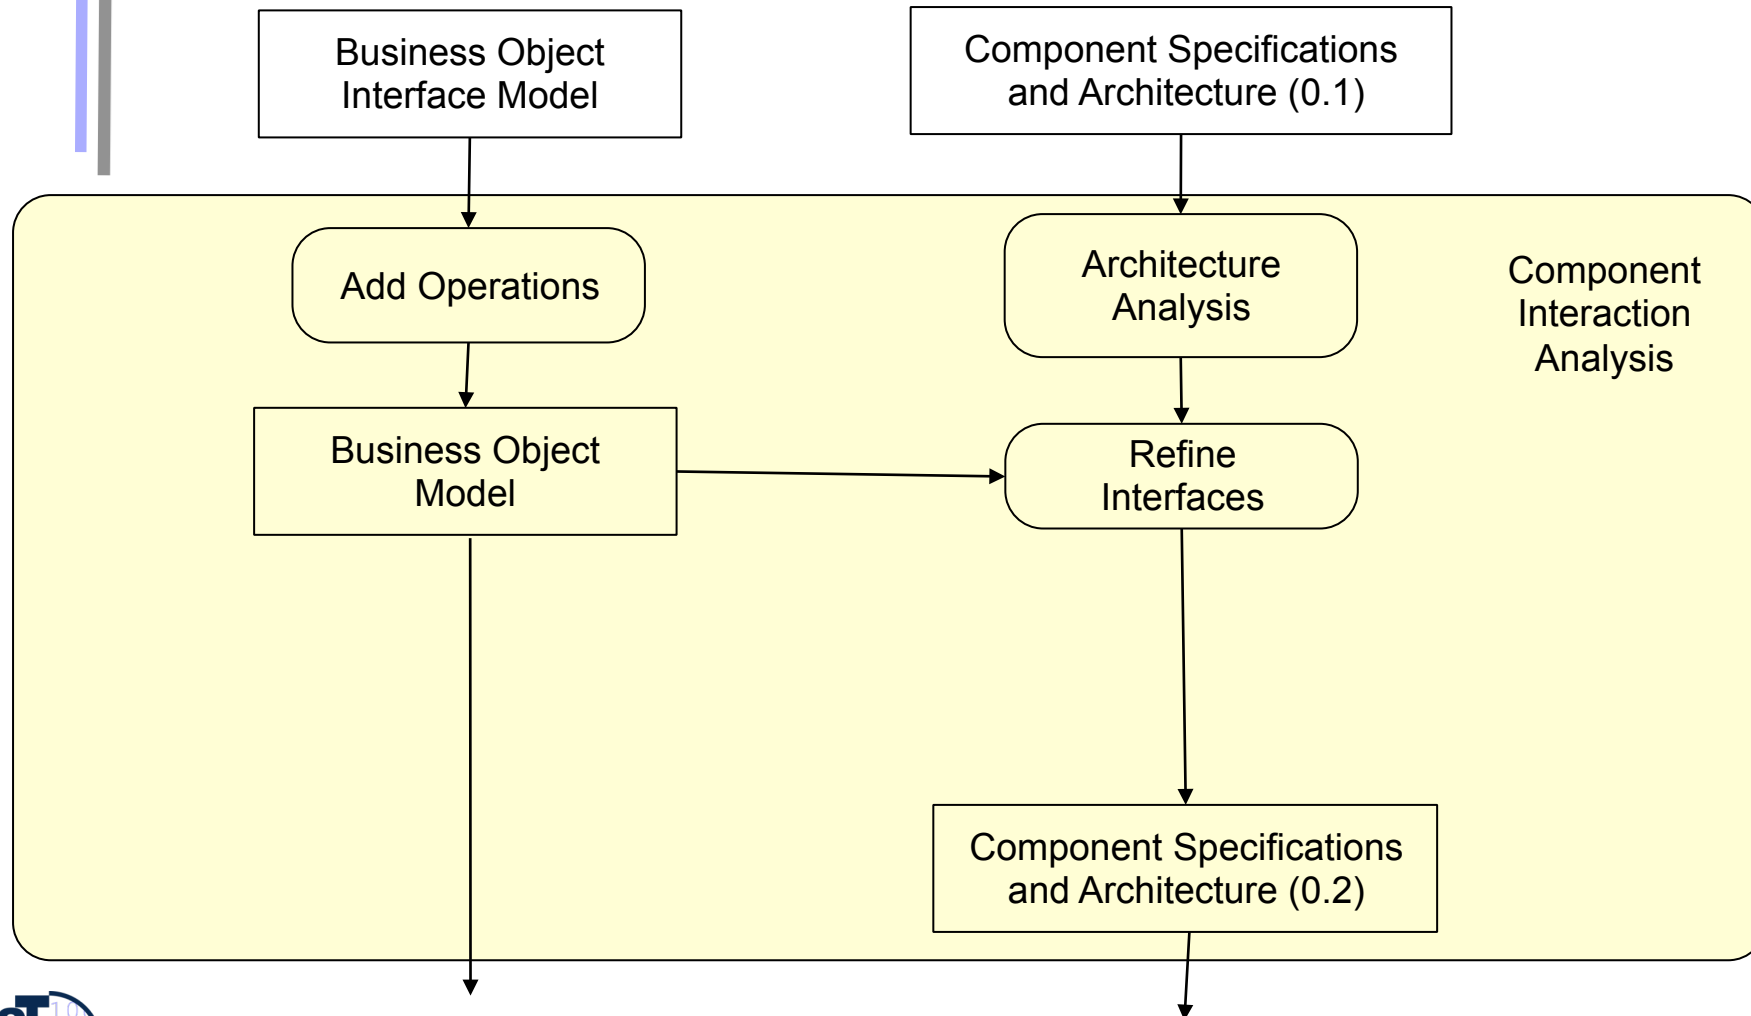 Business Object
Interface Model
Component Specifications
and Architecture (0.1)
Add Operations
Architecture
Analysis
Component
Interaction
Analysis
Business Object
Model
Refine
Interfaces
Component Specifications
and Architecture (0.2)